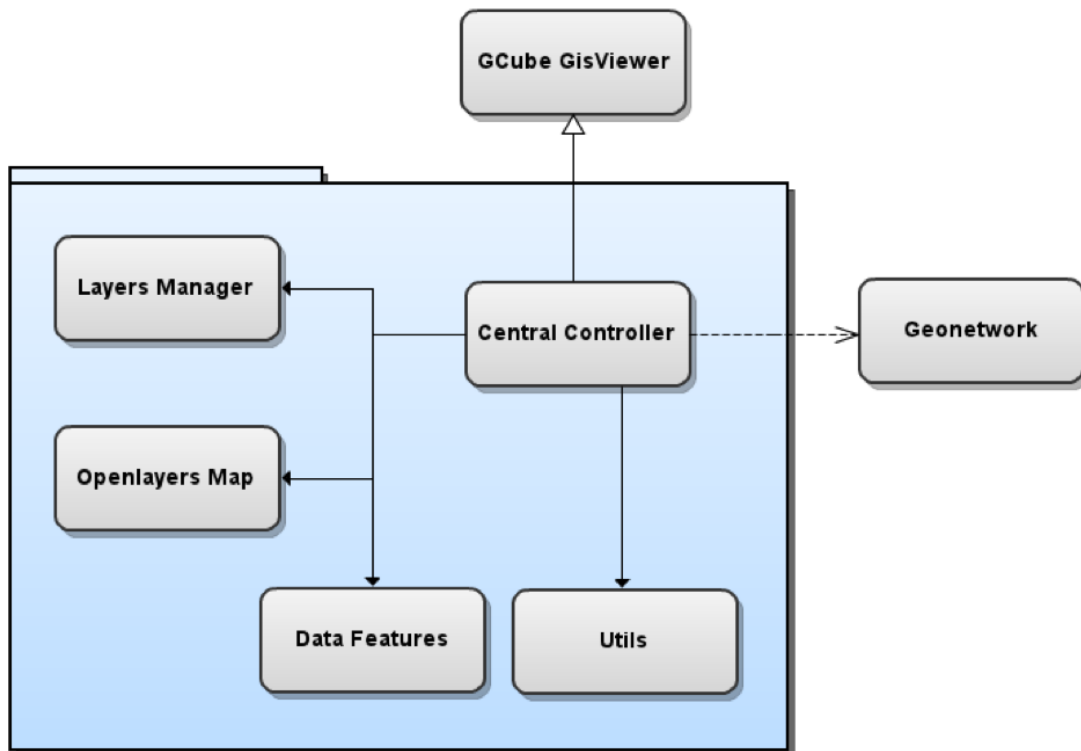 GCube GisViewer
Layers Manager
Central Controller
Geonetwork
Openlayers Map
Data Features
Utils